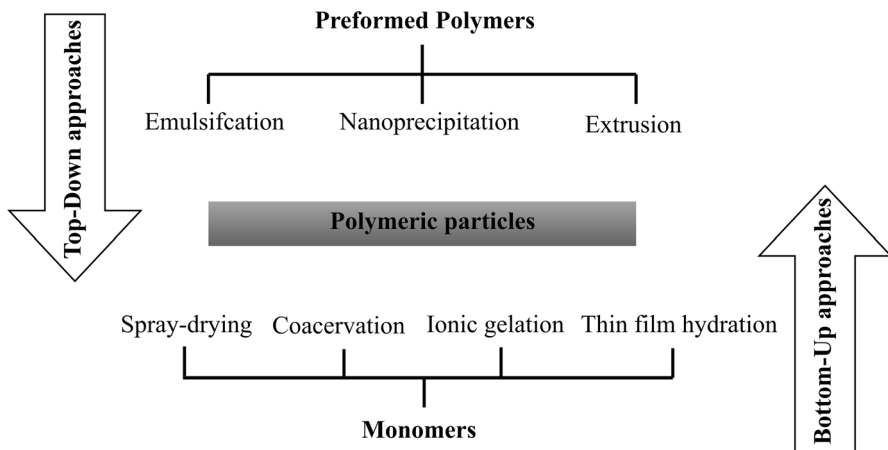 Preformed Polymers
Top-Down approaches
Emulsifcation Nanoprecipitation Extrusion
Polymeric particles
Spray-drying Coacervation Ionic gelation Thin film hydration
Bottom-Up approaches
Monomers